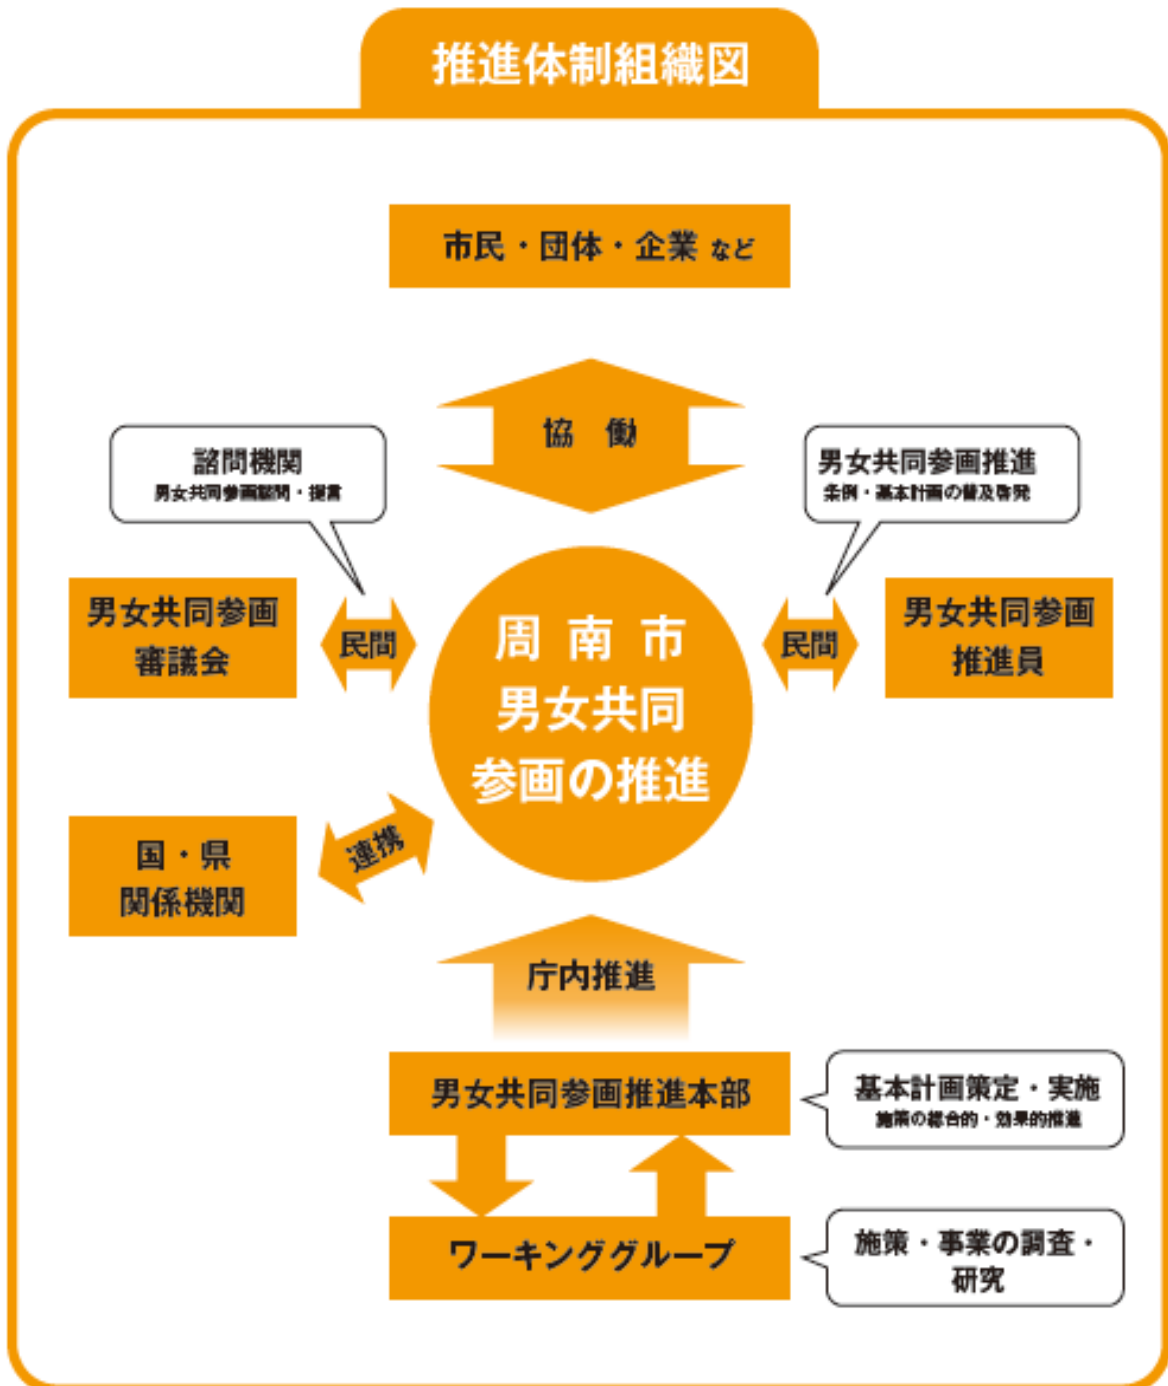 推進体制組織図
市民・団体・企業 など
協 働
諮問機関
男女共同参画諮問・提言
男女共同参画推進
条例・基本計画の普及啓発
男女共同参画
審議会
民間
周南市
男女共同
参画の推進
民間
男女共同参画
推進員
国・県
関係機関
連携
庁内推進
男女共同参画推進本部
基本計画策定・実施
施策の総合的・効果的推進
ワーキンググループ
施策・事業の調査・
研究